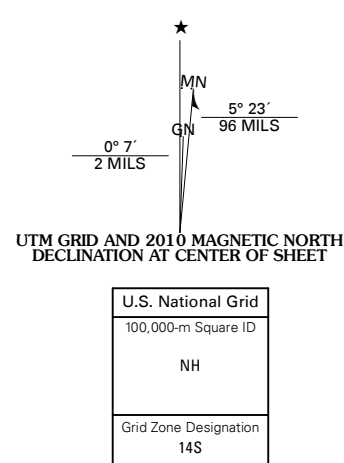 MN
GN
5° 23´
96 MILS
0° 7´
2 MILS
UTM GRID AND 2010 MAGNETIC NORTH
DECLINATION AT CENTER OF SHEET
U.S. National Grid
100,000-m Square ID
NH
Grid Zone Designation
14S